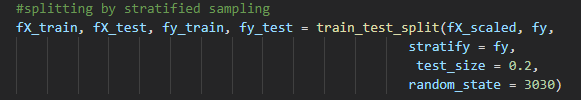 #splitting by stratified sampling
fX_train, fX_test, fy_train, fy_test = train_test_split(fX_scaled, fy,
stratify = fy,
test_size = 0.2,
random_state = 3030)